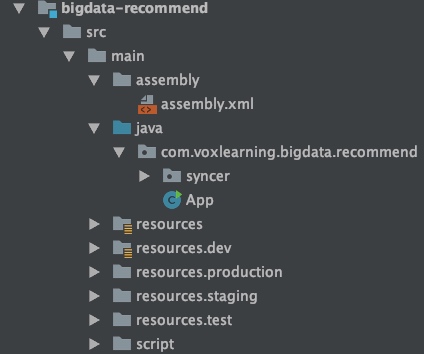 bigdata-recommend
src
main
assembly
assembly.xml
java
com.voxlearning.bigdata.recommend
syncer
App
resources
resources.dev
resources.production
resources.staging
resources.test
script